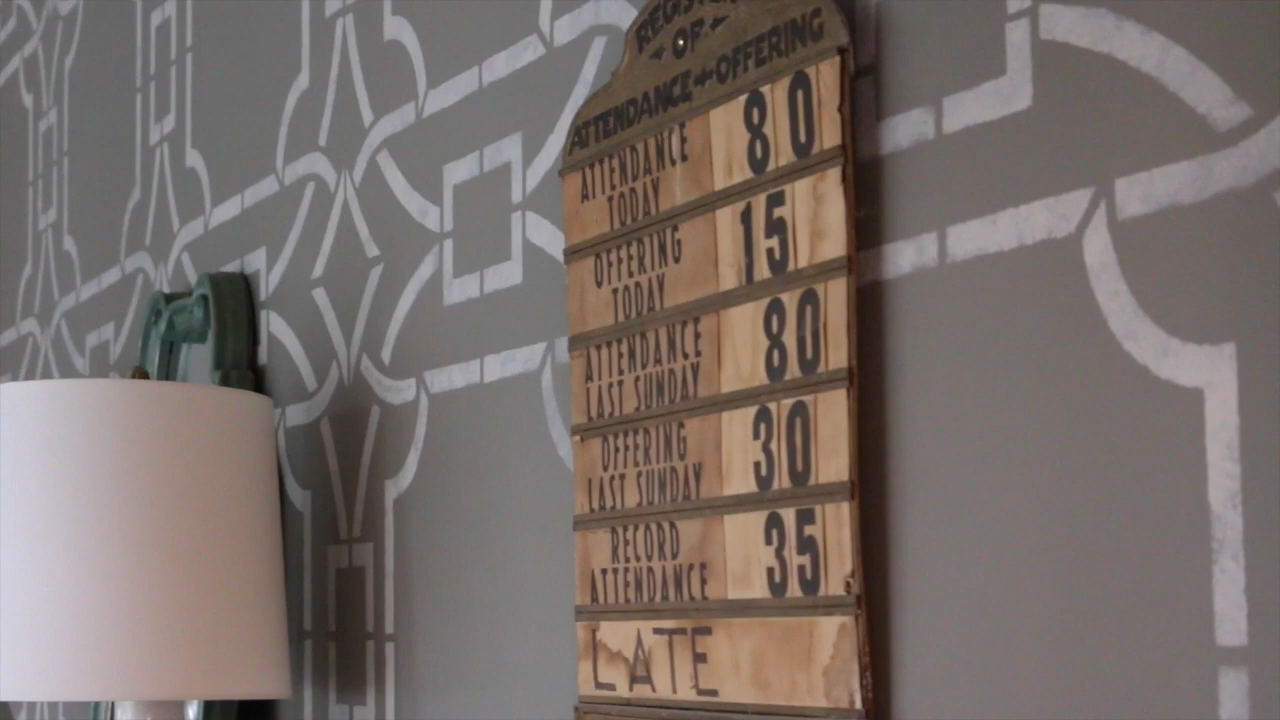 REGISTER
OF
ATTENDANCE - OFFERING
ATTENDANCE TODAY 80
OFFERING TODAY 15
ATTENDANCE LAST SUNDAY 80
OFFERING LAST SUNDAY 30
RECORD ATTENDANCE 35
LATE